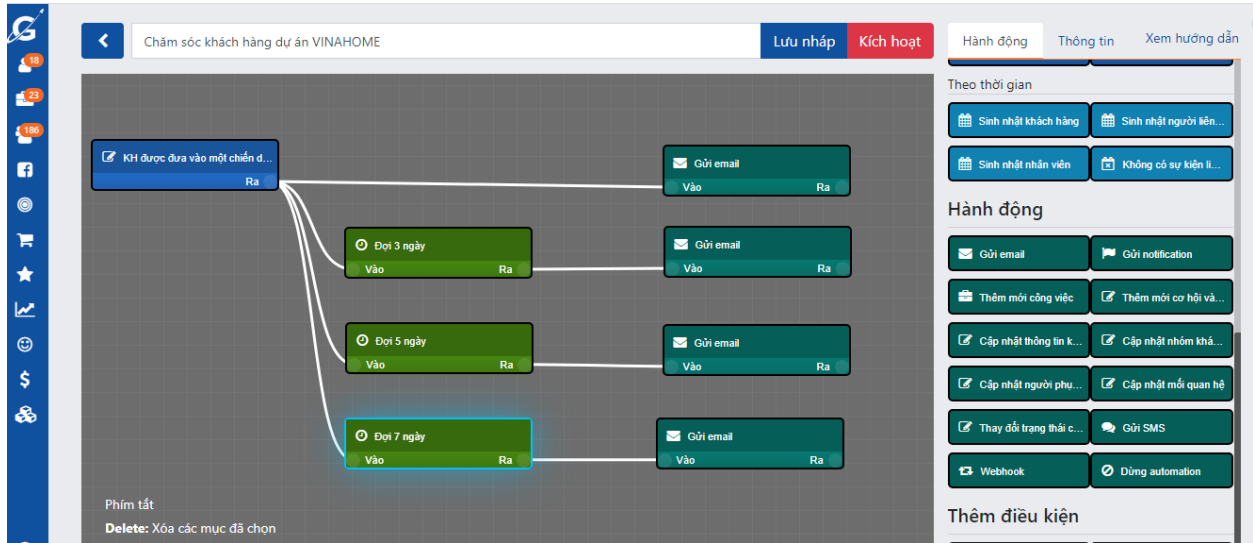 Chăm sóc khách hàng dự án VINAHOME
Lưu nháp
Kích hoạt
Hành động
Thông tin
Xem hướng dẫn
18
23
186
KH được đưa vào một chiến d...
Ra
Gửi email
Vào Ra
Đợi 3 ngày
Vào Ra
Gửi email
Vào Ra
Đợi 5 ngày
Vào Ra
Gửi email
Vào Ra
Đợi 7 ngày
Vào Ra
Gửi email
Vào Ra
Phím tắt
Delete: Xóa các mục đã chọn
Theo thời gian
Sinh nhật khách hàng
Sinh nhật người liên...
Sinh nhật nhân viên
Không có sự kiện li...
Hành động
Gửi email
Gửi notification
Thêm mới công việc
Thêm mới cơ hội và...
Cập nhật thông tin k...
Cập nhật nhóm khá...
Cập nhật người phụ...
Cập nhật mối quan hệ
Thay đổi trạng thái c...
Gửi SMS
Webhook
Dừng automation
Thêm điều kiện